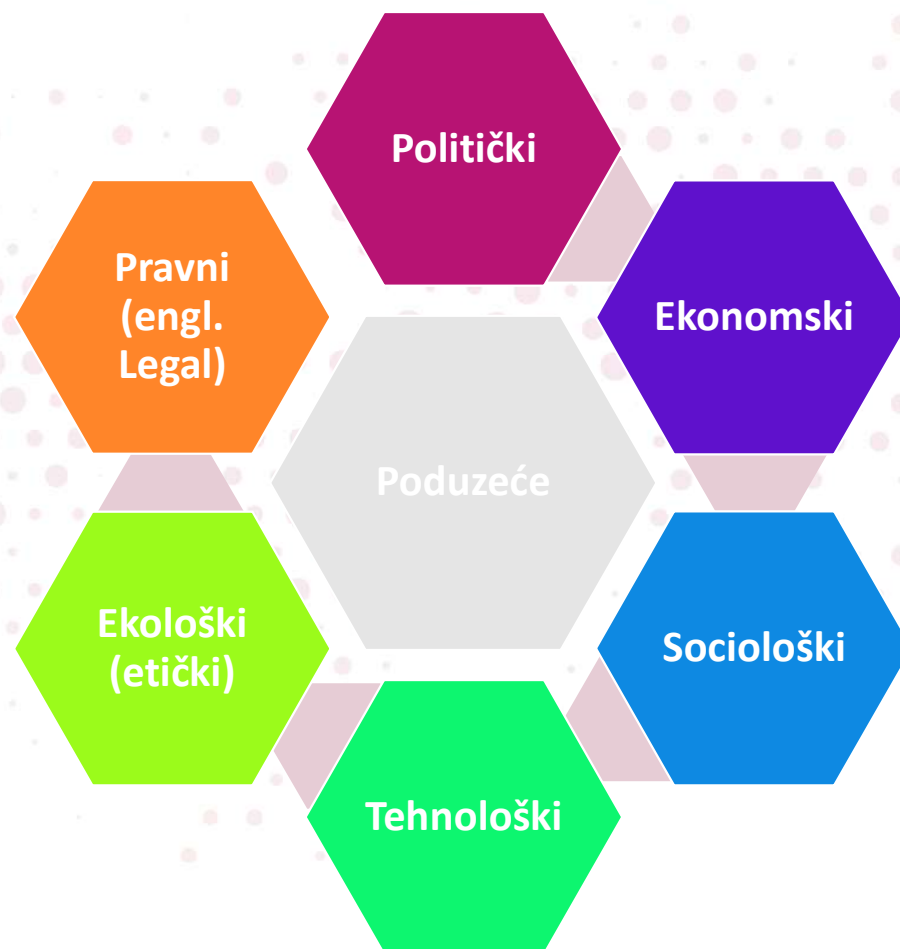 Politički
Ekonomski
Sociološki
Tehnološki
Ekološki
(etički)
Pravni
(engl.
Legal)
Poduzeće